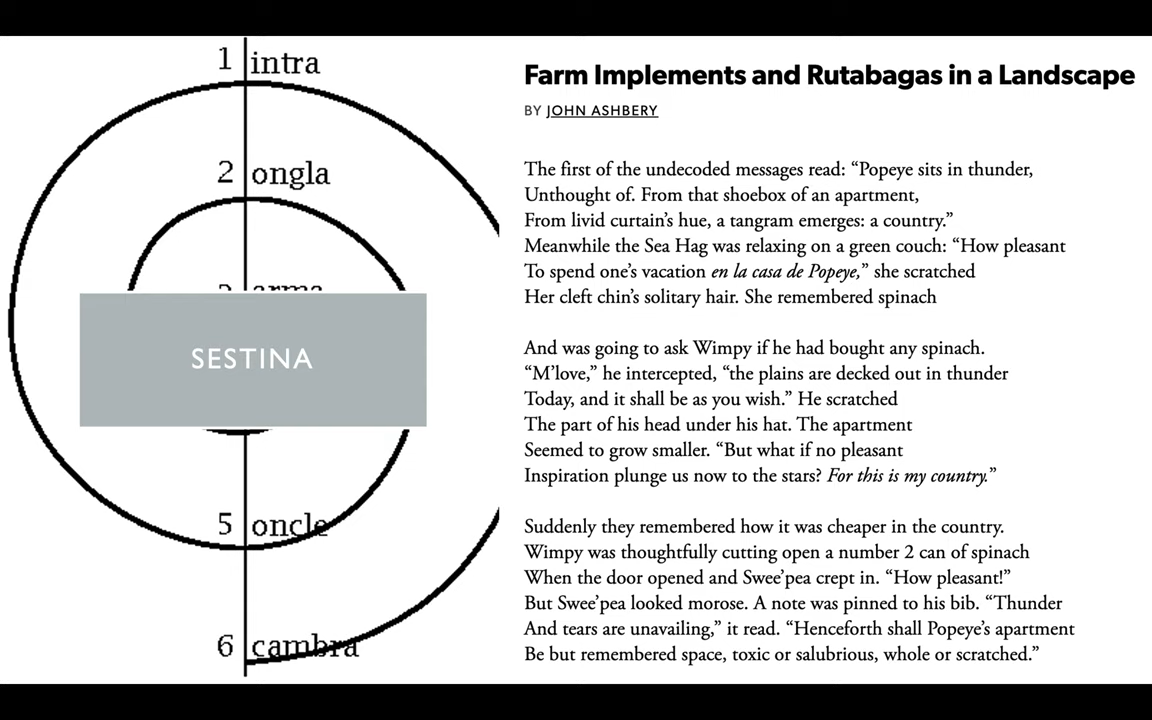 1 intra
2 ongla
SESTINA
5 oncle
6 cambra
Farm Implements and Rutabagas in a Landscape
BY JOHN ASHBERY
The first of the undecoded messages read: “Popeye sits in thunder,
Unthought of. From that shoebox of an apartment,
From livid curtain’s hue, a tangram emerges: a country.”
Meanwhile the Sea Hag was relaxing on a green couch: “How pleasant
To spend one’s vacation en la casa de Popeye,” she scratched
Her cleft chin’s solitary hair. She remembered spinach
And was going to ask Wimpy if he had bought any spinach.
“M’love,” he intercepted, “the plains are decked out in thunder
Today, and it shall be as you wish.” He scratched
The part of his head under his hat. The apartment
Seemed to grow smaller. “But what if no pleasant
Inspiration plunge us now to the stars? For this is my country.”
Suddenly they remembered how it was cheaper in the country.
Wimpy was thoughtfully cutting open a number 2 can of spinach
When the door opened and Swee’pea crept in. “How pleasant!”
But Swee’pea looked morose. A note was pinned to his bib. “Thunder
And tears are unavailing,” it read. “Henceforth shall Popeye’s apartment
Be but remembered space, toxic or salubrious, whole or scratched.”